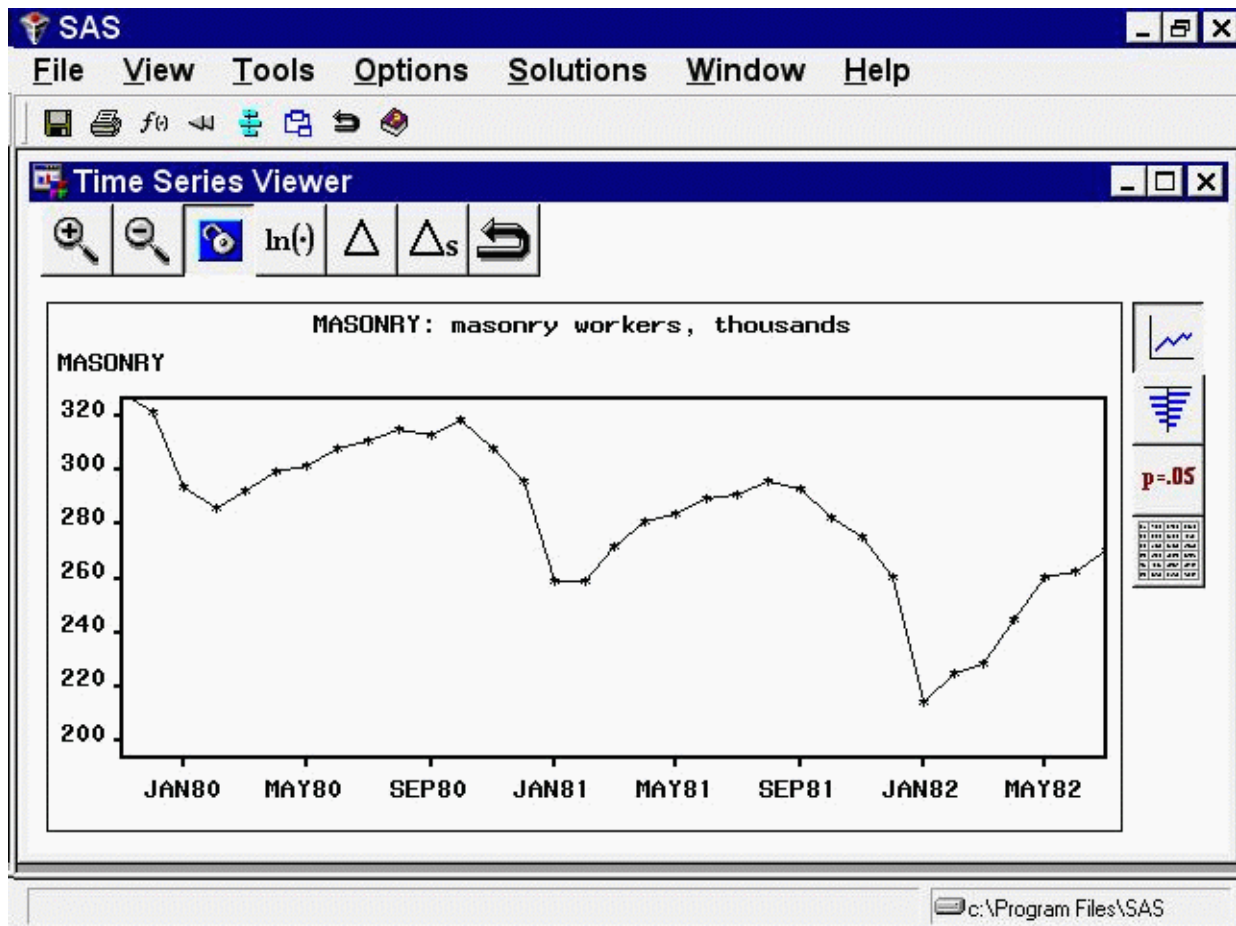 SAS
File View Tools Options Solutions Window Help
f(·)
Time Series Viewer
ln(·) Δ Δs
MASONRY: masonry workers, thousands
MASONRY
320
300
280
260
240
220
200
JAN80 MAY80 SEP80 JAN81 MAY81 SEP81 JAN82 MAY82
p=.05
c:\Program Files\SAS